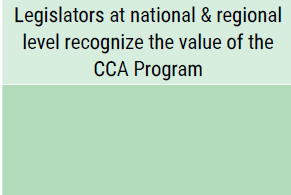 Legislators at national & regional
level recognize the value of the
CCA Program